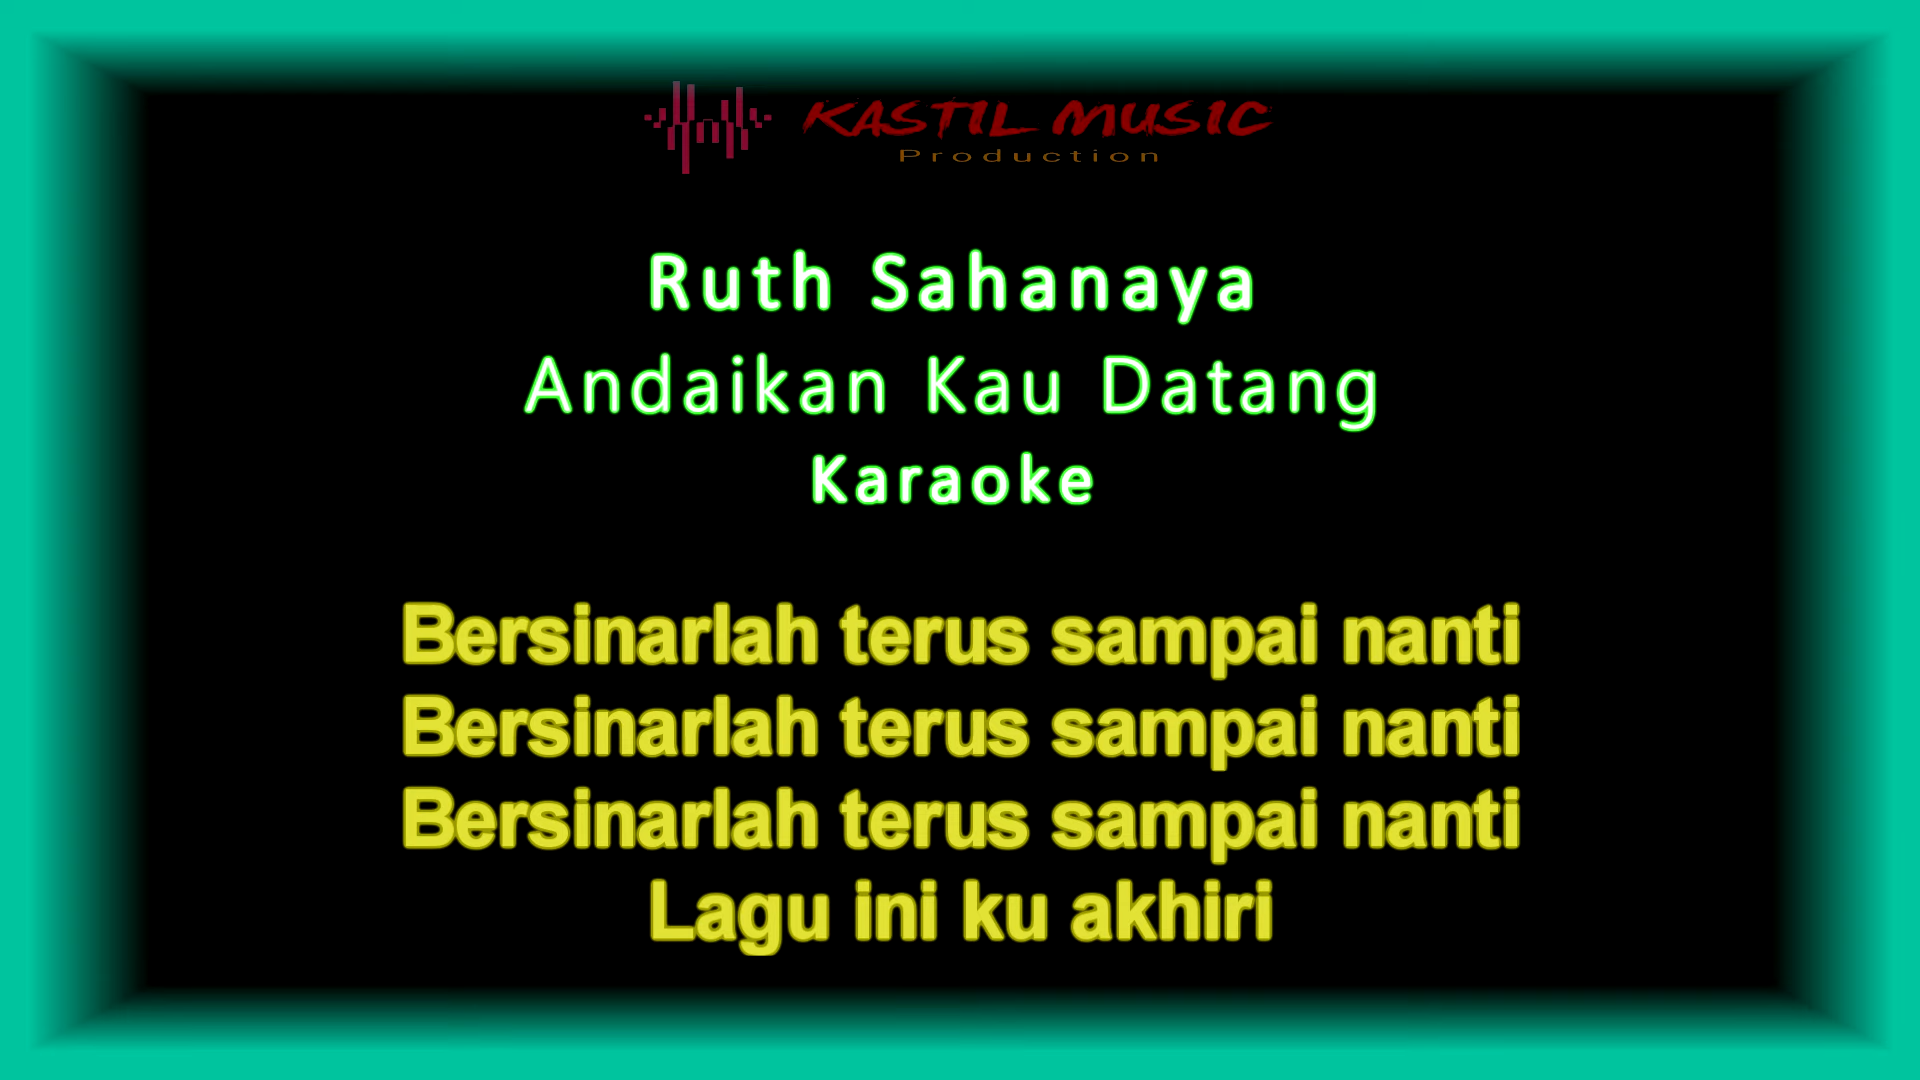 KASTIL MUSIC
Production
Ruth Sahanaya
Andaikan Kau Datang
Karaoke
Bersinarlah terus sampai nanti
Bersinarlah terus sampai nanti
Bersinarlah terus sampai nanti
Lagu ini ku akhiri